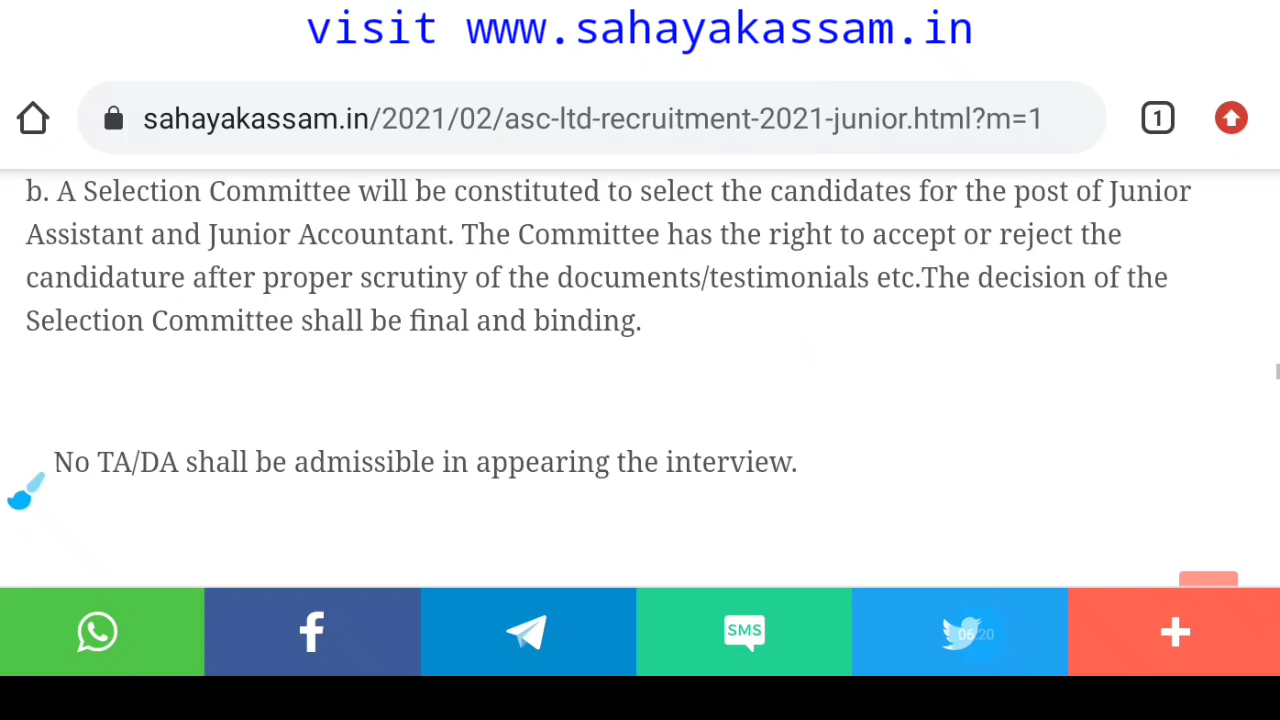 visit www.sahayakassam.in
sahayakassam.in/2021/02/asc-ltd-recruitment-2021-junior.html?m=1
1
b. A Selection Committee will be constituted to select the candidates for the post of Junior
Assistant and Junior Accountant. The Committee has the right to accept or reject the
candidature after proper scrutiny of the documents/testimonials etc.The decision of the
Selection Committee shall be final and binding.
No TA/DA shall be admissible in appearing the interview.
SMS
06:20